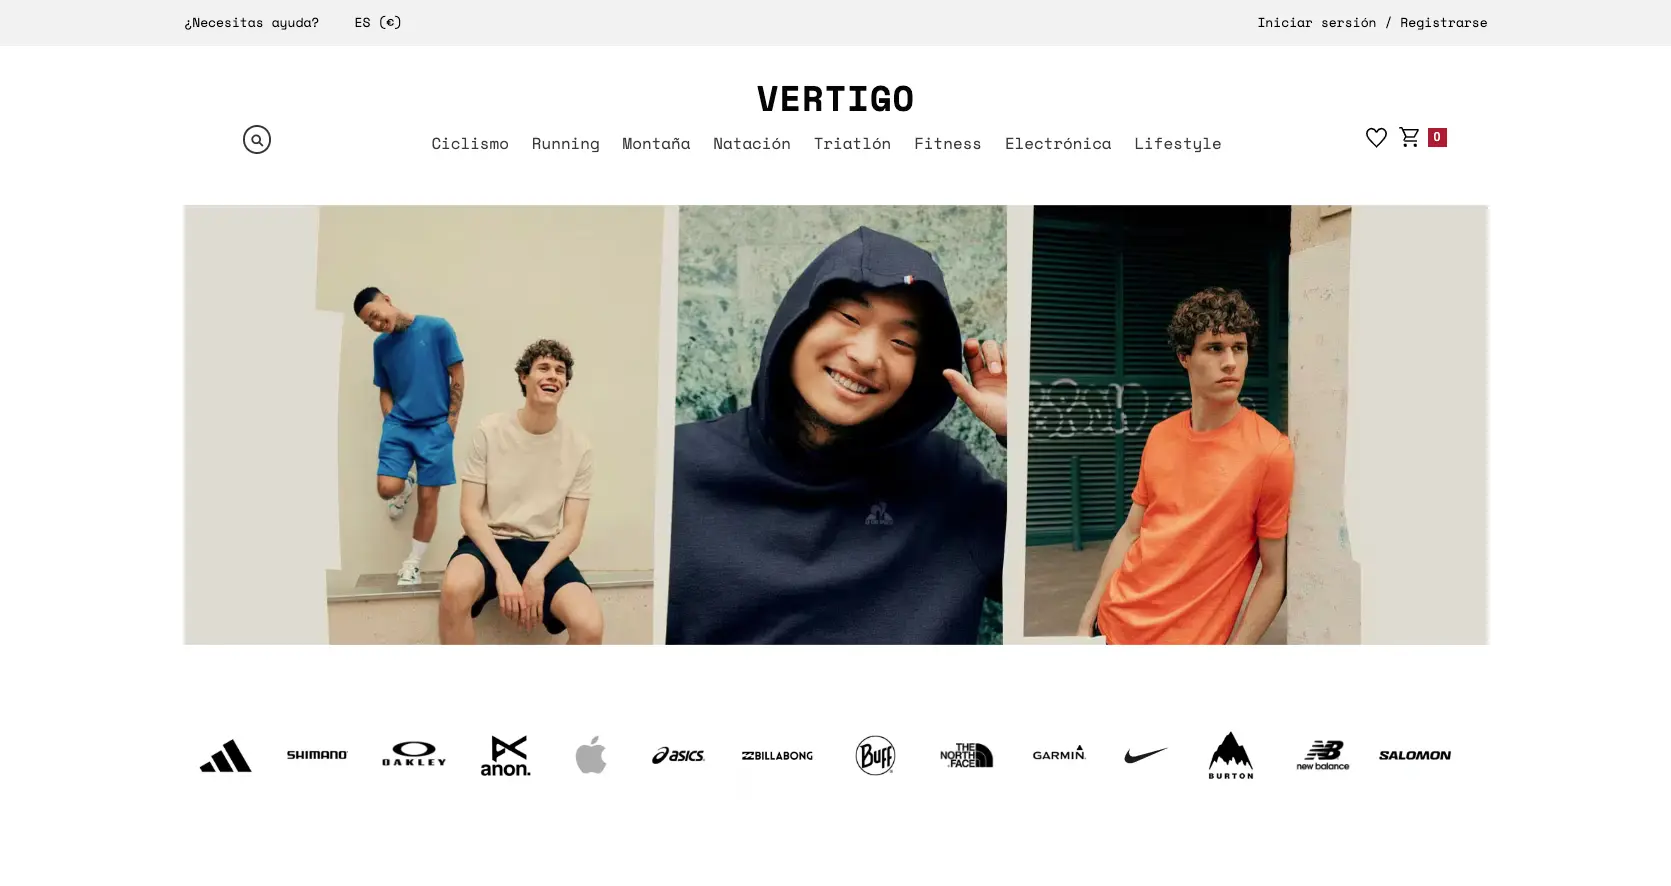 ¿Necesitas ayuda? ES (€) Iniciar sersión / Registrarse
VERTIGO
Ciclismo Running Montaña Natación Triatlón Fitness Electrónica Lifestyle
0
SHIMANO
OAKLEY
anon.
asics
BILLABONG
BUFF
THE
NORTH
FACE
GARMIN
BURTON
NB
new balance
SALOMON